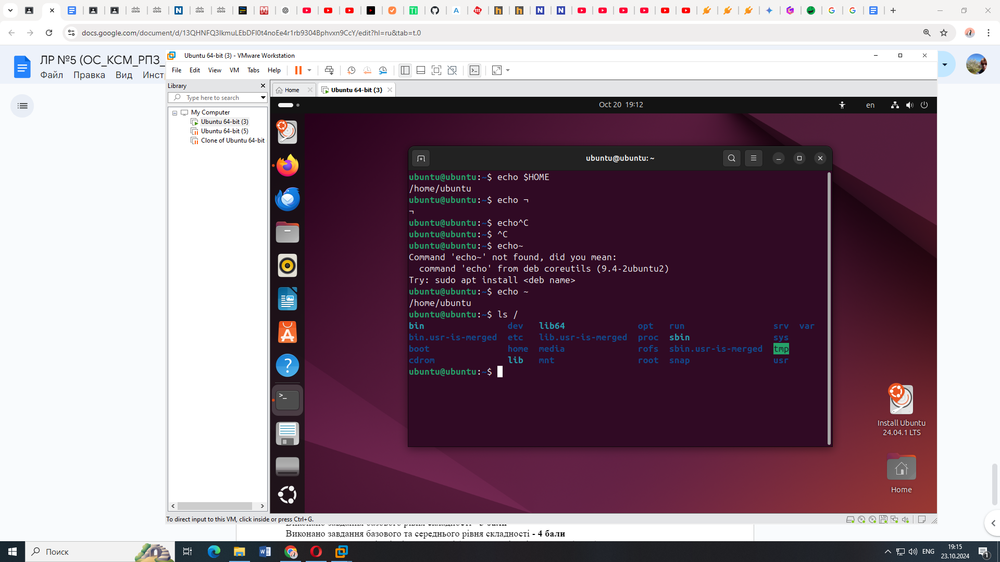 docs.google.com/document/d/13QHNFQ3IkmuLEbDFl0t4noEe4r1rb9304Bphvxn9CcY/edit?hl=ru&tab=t.0
ЛР №5 (ОС_КСМ_РПЗ_
Файл Правка Вид Инст
Ubuntu 64-bit (3) - VMware Workstation
File Edit View VM Tabs Help
Library
Type here to search
My Computer
Ubuntu 64-bit (3)
Ubuntu 64-bit (5)
Clone of Ubuntu 64-bit
Home Ubuntu 64-bit (3)
Oct 20 19:12
en
ubuntu@ubuntu: ~
ubuntu@ubuntu:~$ echo $HOME
/home/ubuntu
ubuntu@ubuntu:~$ echo ¬
¬
ubuntu@ubuntu:~$ echo^C
ubuntu@ubuntu:~$ ^C
ubuntu@ubuntu:~$ echo~
Command 'echo~' not found, did you mean:
command 'echo' from deb coreutils (9.4-2ubuntu2)
Try: sudo apt install <deb name>
ubuntu@ubuntu:~$ echo ~
/home/ubuntu
ubuntu@ubuntu:~$ ls /
bin dev lib64 opt run srv var
bin.usr-is-merged etc lib.usr-is-merged proc sbin sys
boot home media rofs sbin.usr-is-merged tmp
cdrom lib mnt root snap usr
ubuntu@ubuntu:~$
Install Ubuntu
24.04.1 LTS
Home
To direct input to this VM, click inside or press Ctrl+G.
Виконано завдання базового та середнього рівня складності - 4 бали
Поиск
ENG
19:15
23.10.2024
1